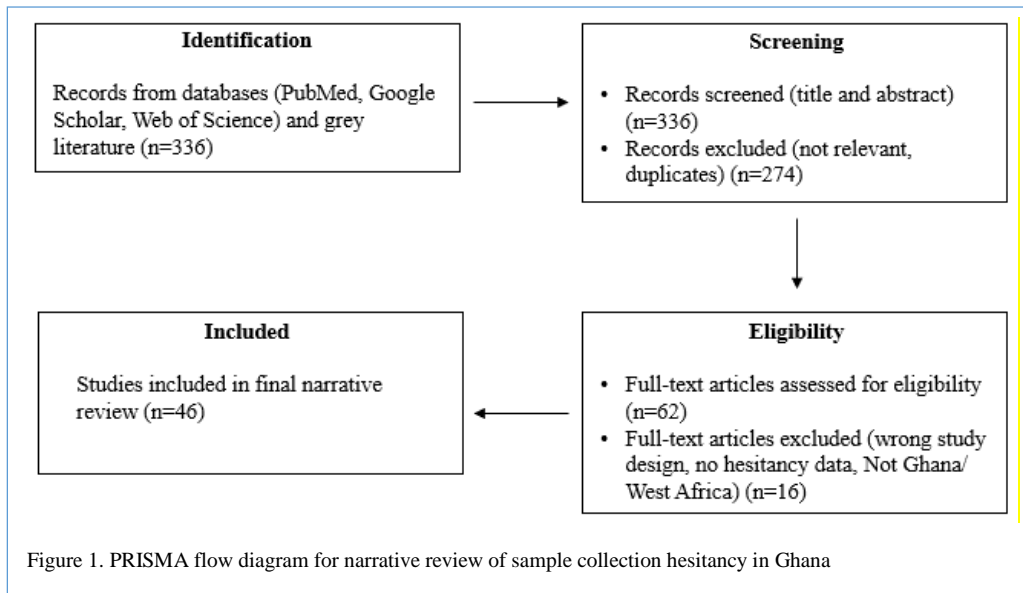 Identification
Records from databases (PubMed, Google
Scholar, Web of Science) and grey
literature (n=336)
Screening
• Records screened (title and abstract)
(n=336)
• Records excluded (not relevant,
duplicates) (n=274)
Eligibility
• Full-text articles assessed for eligibility
(n=62)
• Full-text articles excluded (wrong study
design, no hesitancy data, Not Ghana/
West Africa) (n=16)
Included
Studies included in final narrative
review (n=46)
Figure 1. PRISMA flow diagram for narrative review of sample collection hesitancy in Ghana